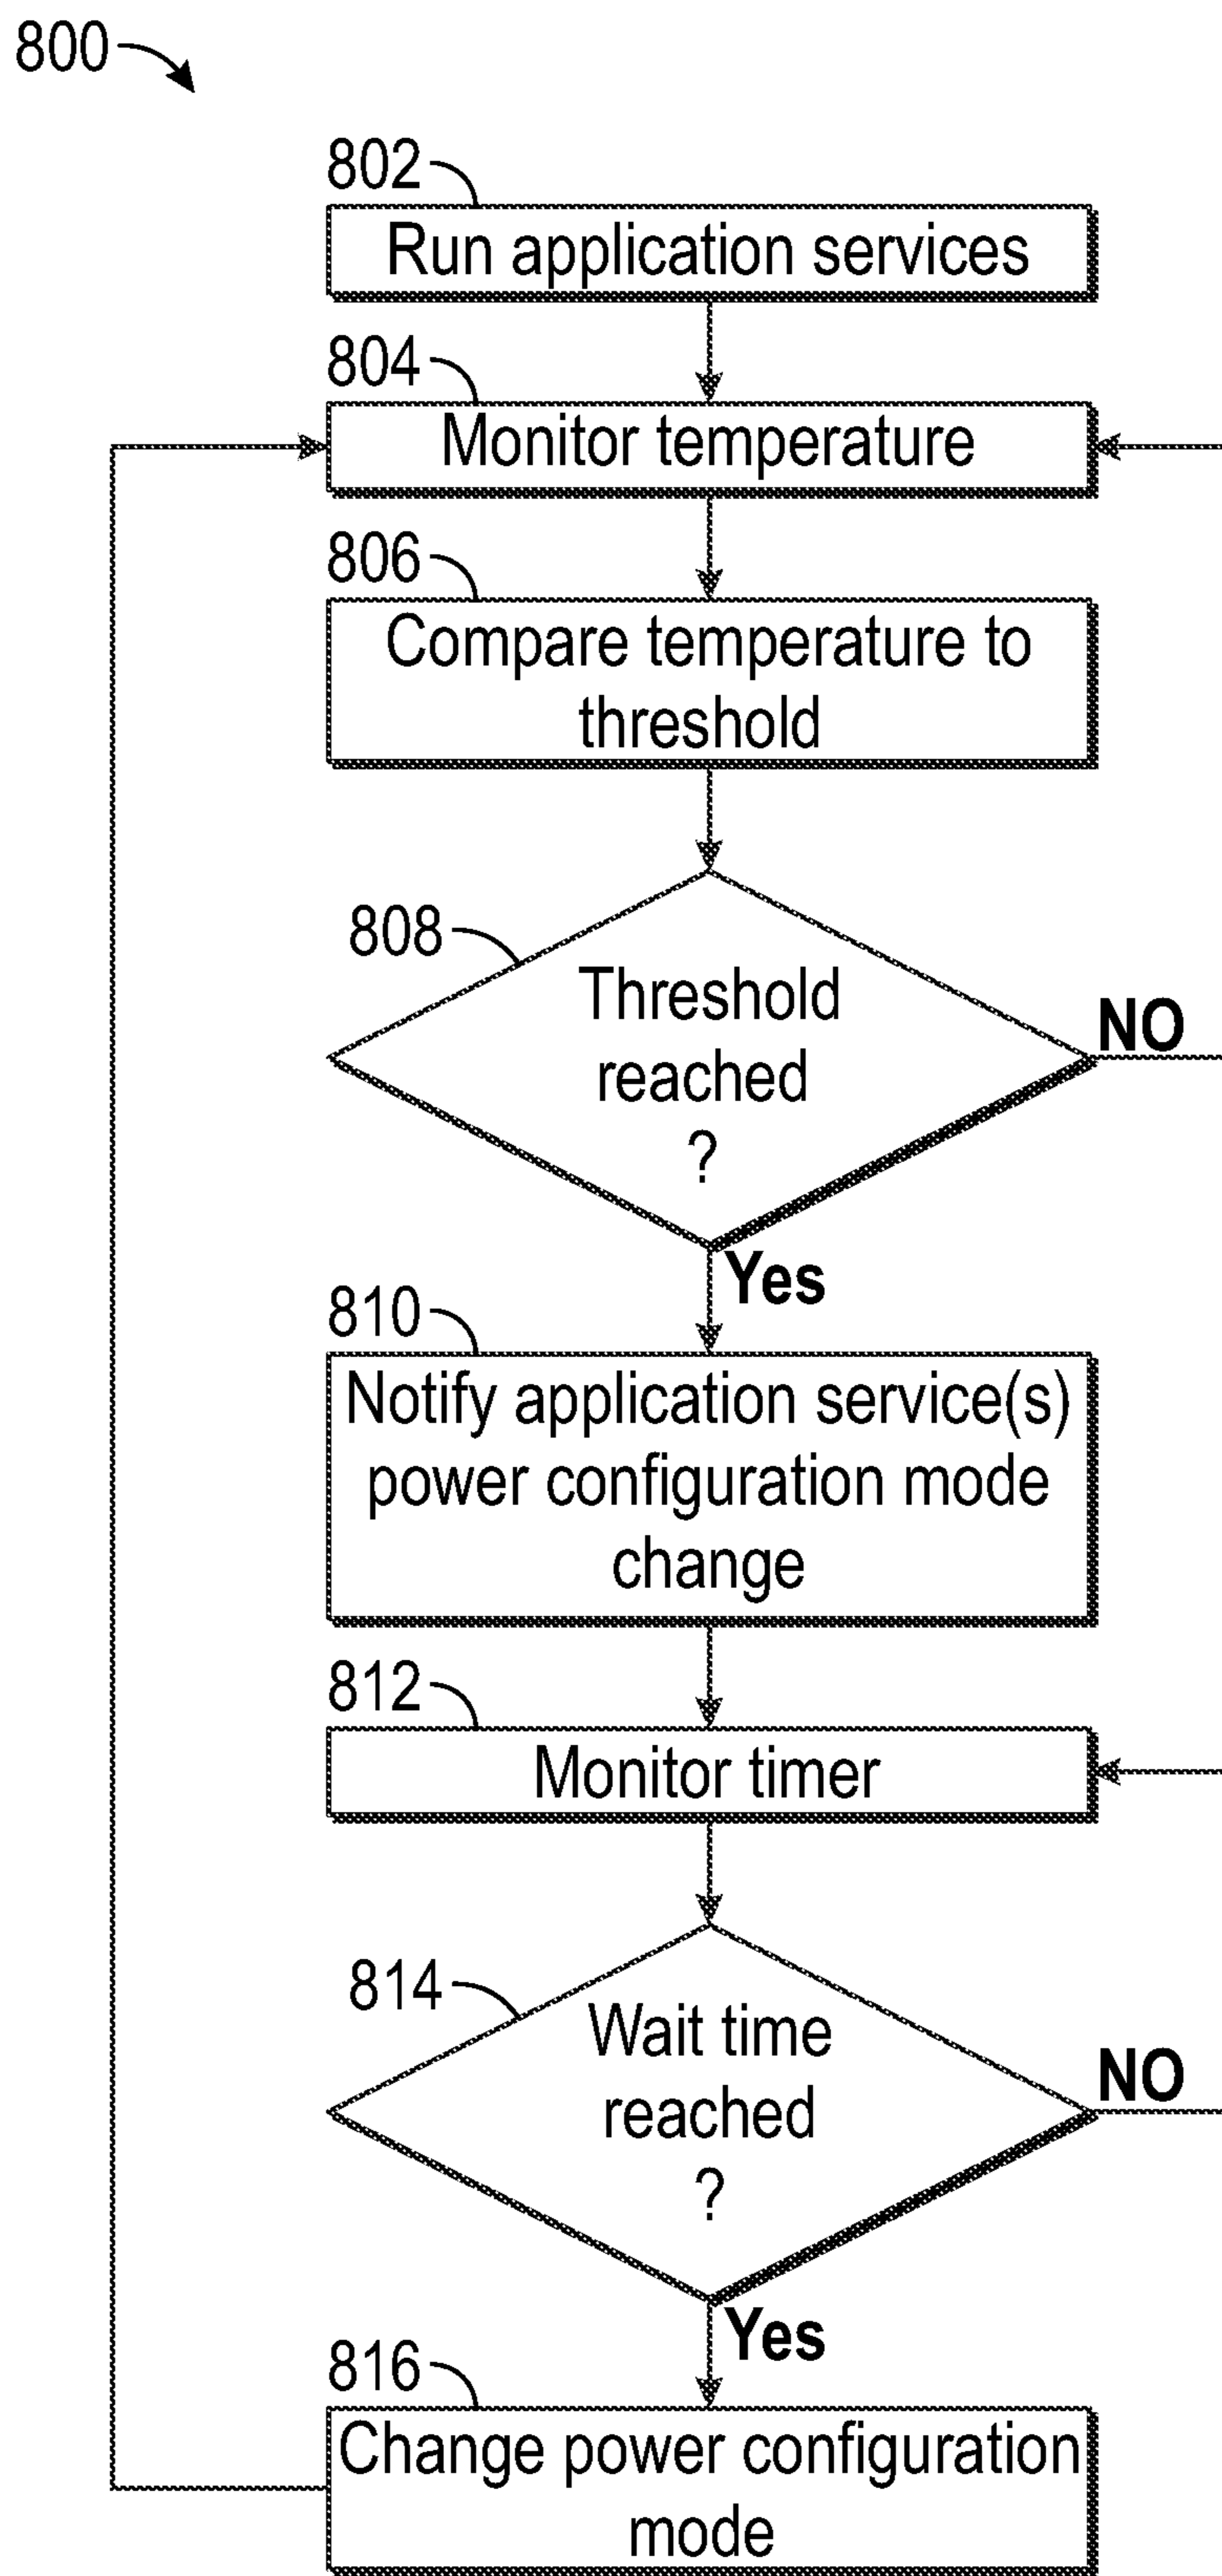 800
802
Run application services
804
Monitor temperature
806
Compare temperature to
threshold
808
Threshold
reached
?
NO
Yes
810
Notify application service(s)
power configuration mode
change
812
Monitor timer
814
Wait time
reached
?
NO
Yes
816
Change power configuration
mode